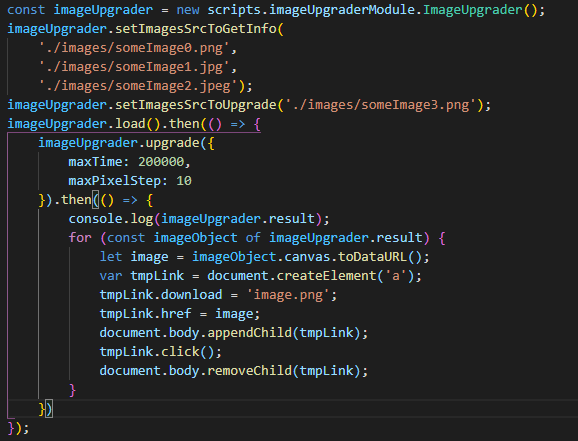 const imageUpgrader = new scripts.imageUpgraderModule.ImageUpgrader();
imageUpgrader.setImagesSrcToGetInfo(
    './images/someImage0.png',
    './images/someImage1.jpg',
    './images/someImage2.jpeg');
imageUpgrader.setImagesSrcToUpgrade('./images/someImage3.png');
imageUpgrader.load().then(() => {
    imageUpgrader.upgrade({
        maxTime: 200000,
        maxPixelStep: 10
    }).then(() => {
        console.log(imageUpgrader.result);
        for (const imageObject of imageUpgrader.result) {
            let image = imageObject.canvas.toDataURL();
            var tmpLink = document.createElement('a');
            tmpLink.download = 'image.png';
            tmpLink.href = image;
            document.body.appendChild(tmpLink);
            tmpLink.click();
            document.body.removeChild(tmpLink);
        }
    })
});